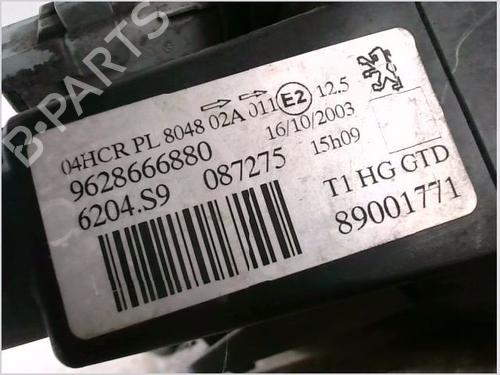 04HCR PL 8048 02A 011 E2 12.5
9628666880 16/10/2003
6204.S9 087275 15h09
T1 HG GTD
89001771
B-PARTS